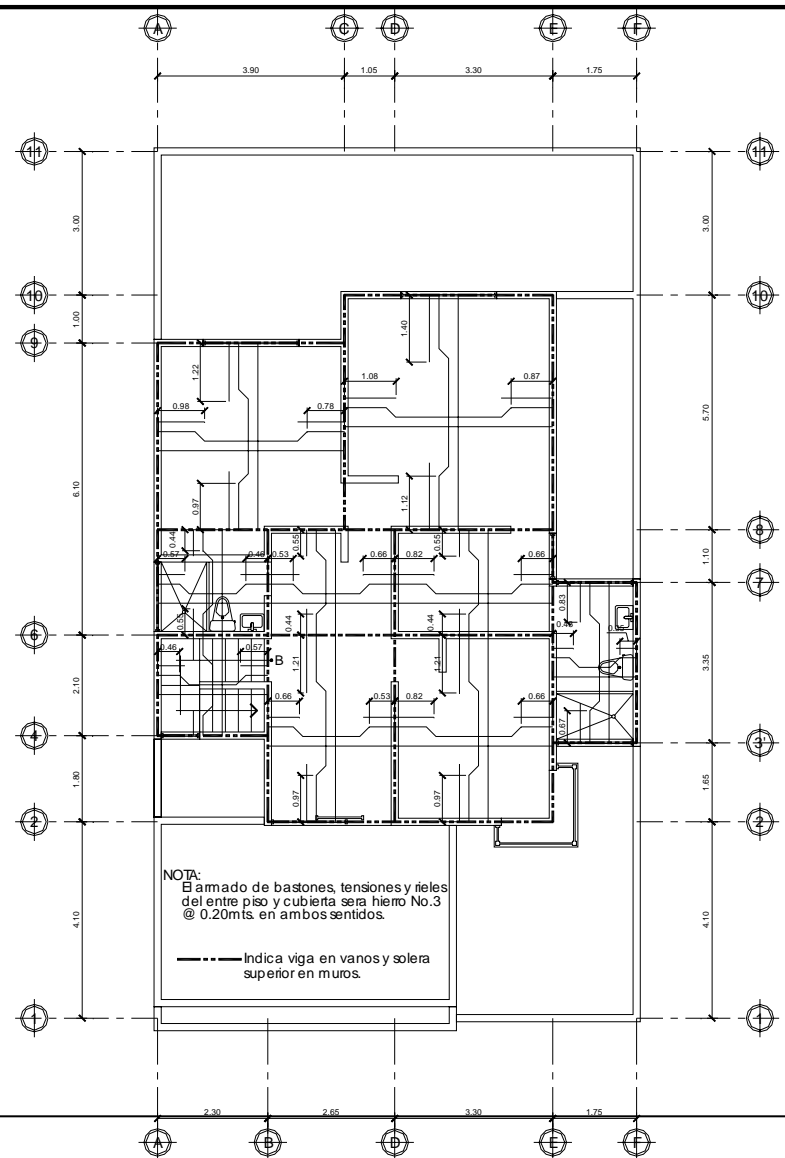 A C D E F
3.90 1.05 3.30 1.75
11 11
3.00 3.00
10 10
1.00 1.40
9
1.22 1.08 0.87
0.98 0.78
5.70
6.10
0.97 1.12
8
0.44 0.55 0.55
1.10
0.57 0.46 0.53 0.66 0.82 0.66
7
0.83
0.55 0.44 0.44
6
0.46 0.57 B
1.21 1.21
3.35
2.10
0.66 0.53 0.82 0.66
0.67
4 3'
0.97 0.97
1.80 1.65
2 2
NOTA:
El armado de bastones, tensiones y rieles
del entre piso y cubierta sera hierro No.3
@ 0.20mts. en ambos sentidos.
4.10 4.10
Indica viga en vanos y solera
superior en muros.
1 1
2.30 2.65 3.30 1.75
A B D E F